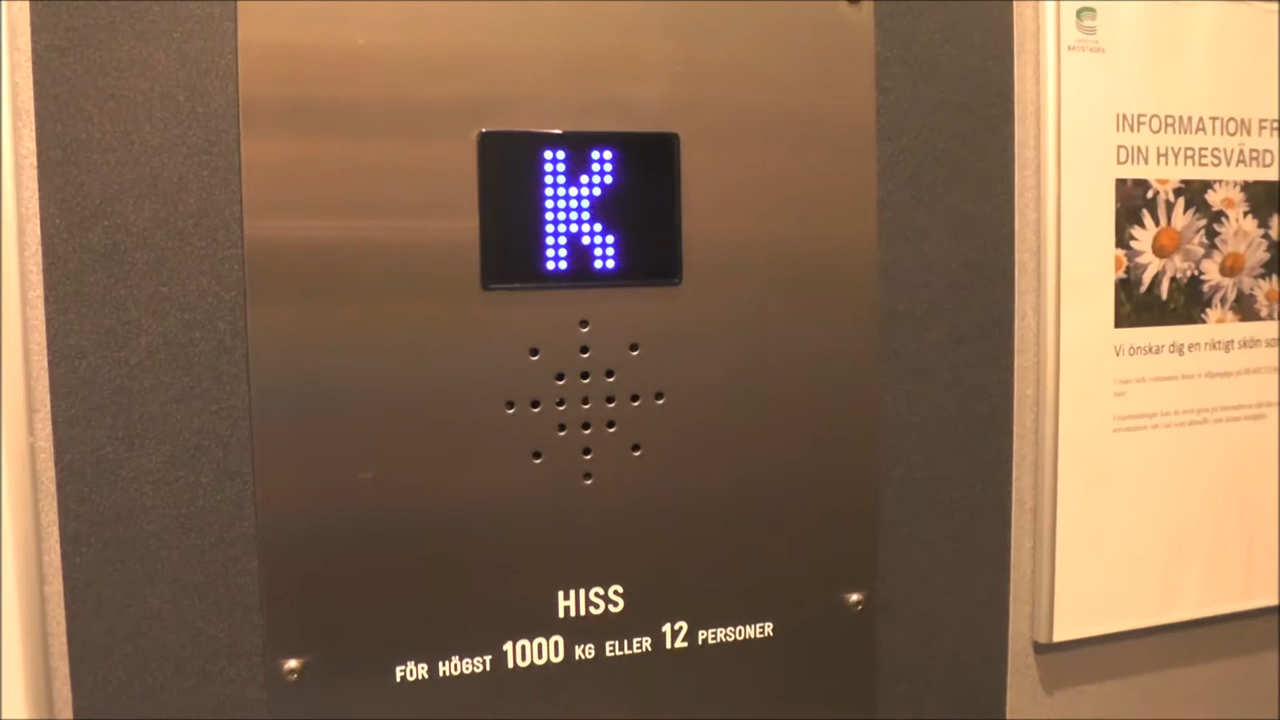 K
HISS
FÖR HÖGST 1000 KG ELLER 12 PERSONER
BROSTADEN
INFORMATION FR
DIN HYRESVÄRD
Vi önskar dig en riktigt skön so